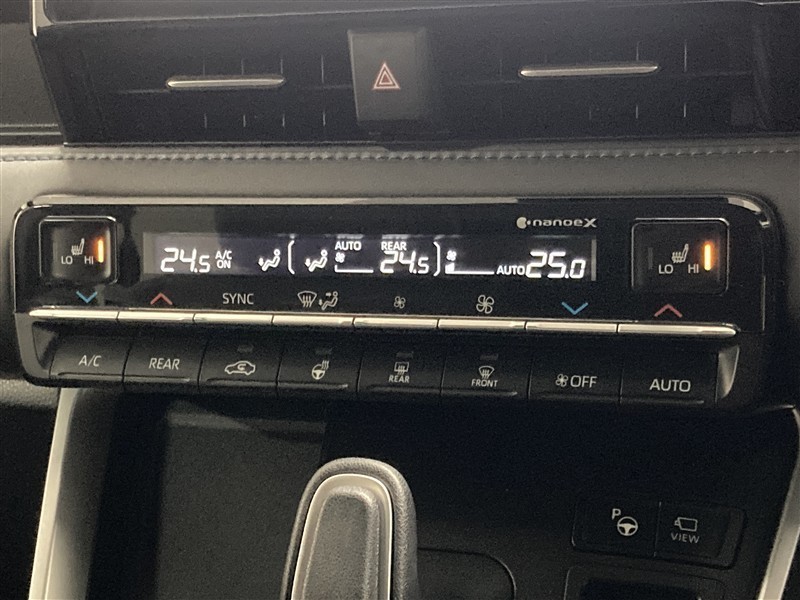 nanoeX
LO HI
24.5 A/C ON
AUTO
REAR
24.5
AUTO 25.0
LO HI
SYNC
A/C
REAR
REAR
FRONT
OFF
AUTO
P
VIEW